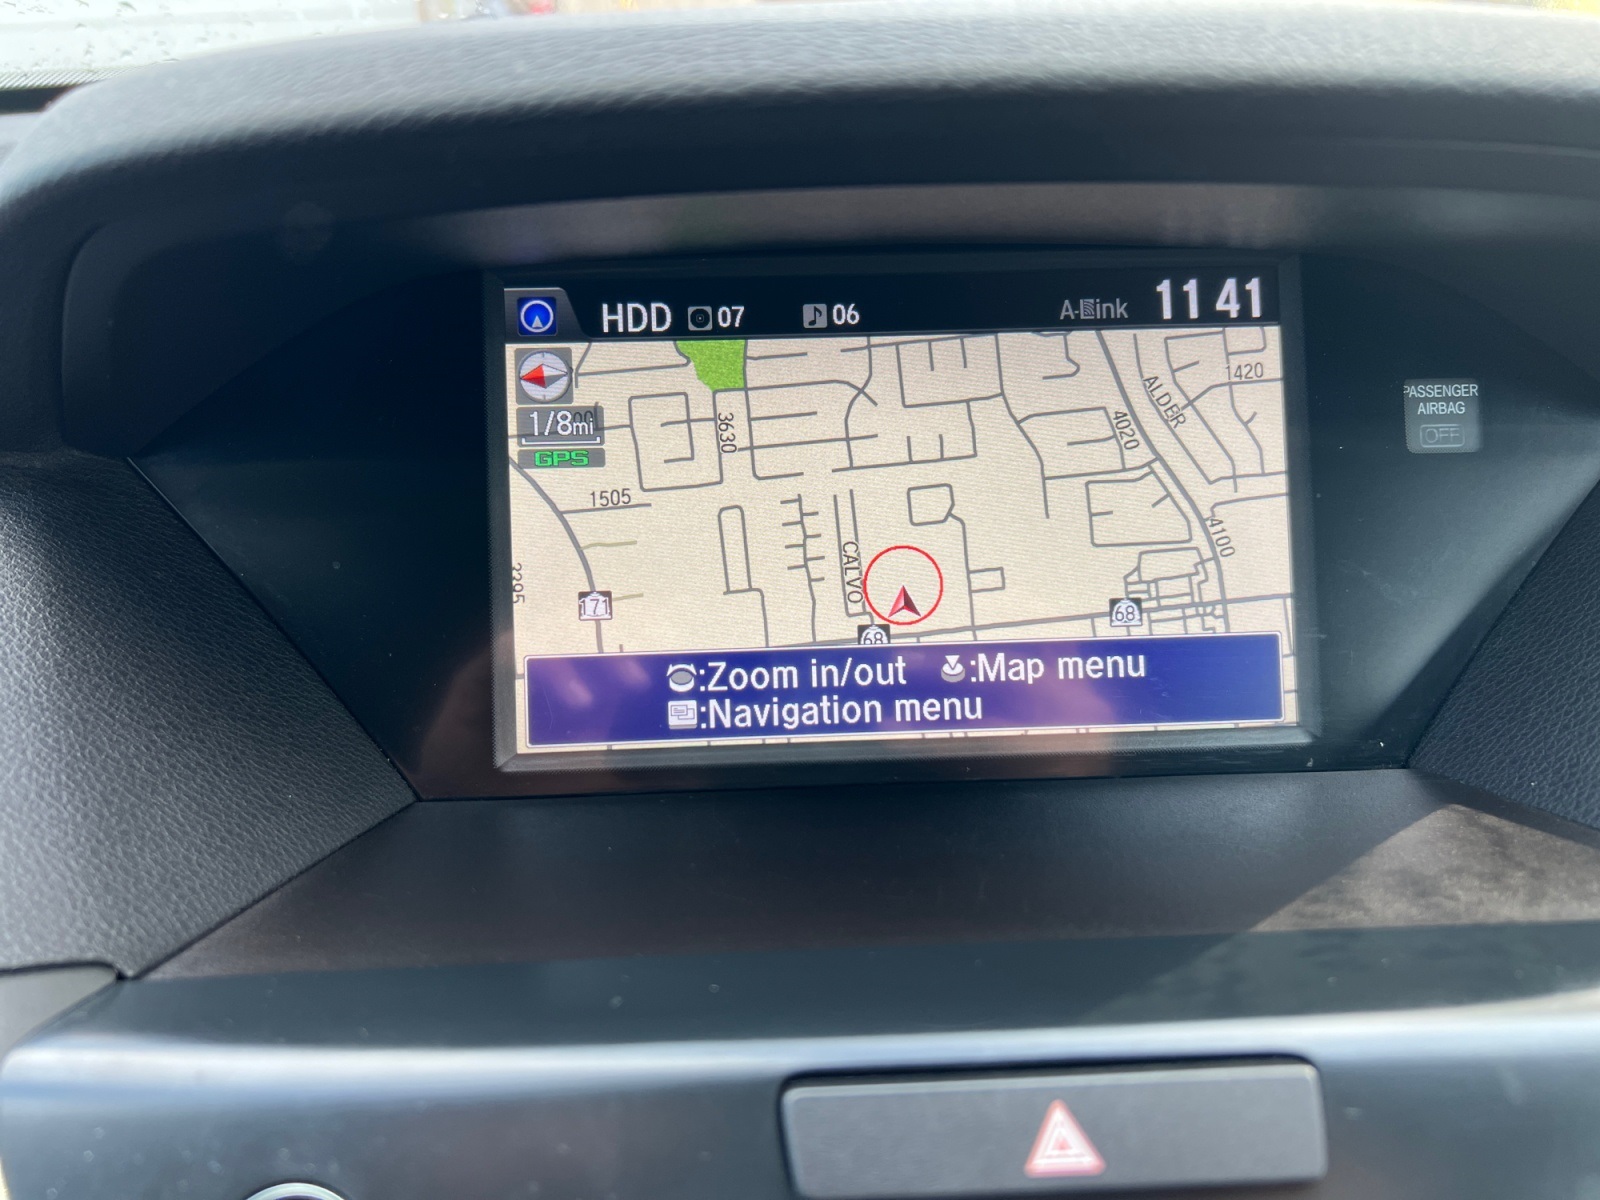 HDD 07 06 A-Link 11 41
1/8mi
GPS
3630
ALDER
1420
4020
1505
4100
CALVO
171
68
68
:Zoom in/out :Map menu
:Navigation menu
PASSENGER
AIRBAG
OFF